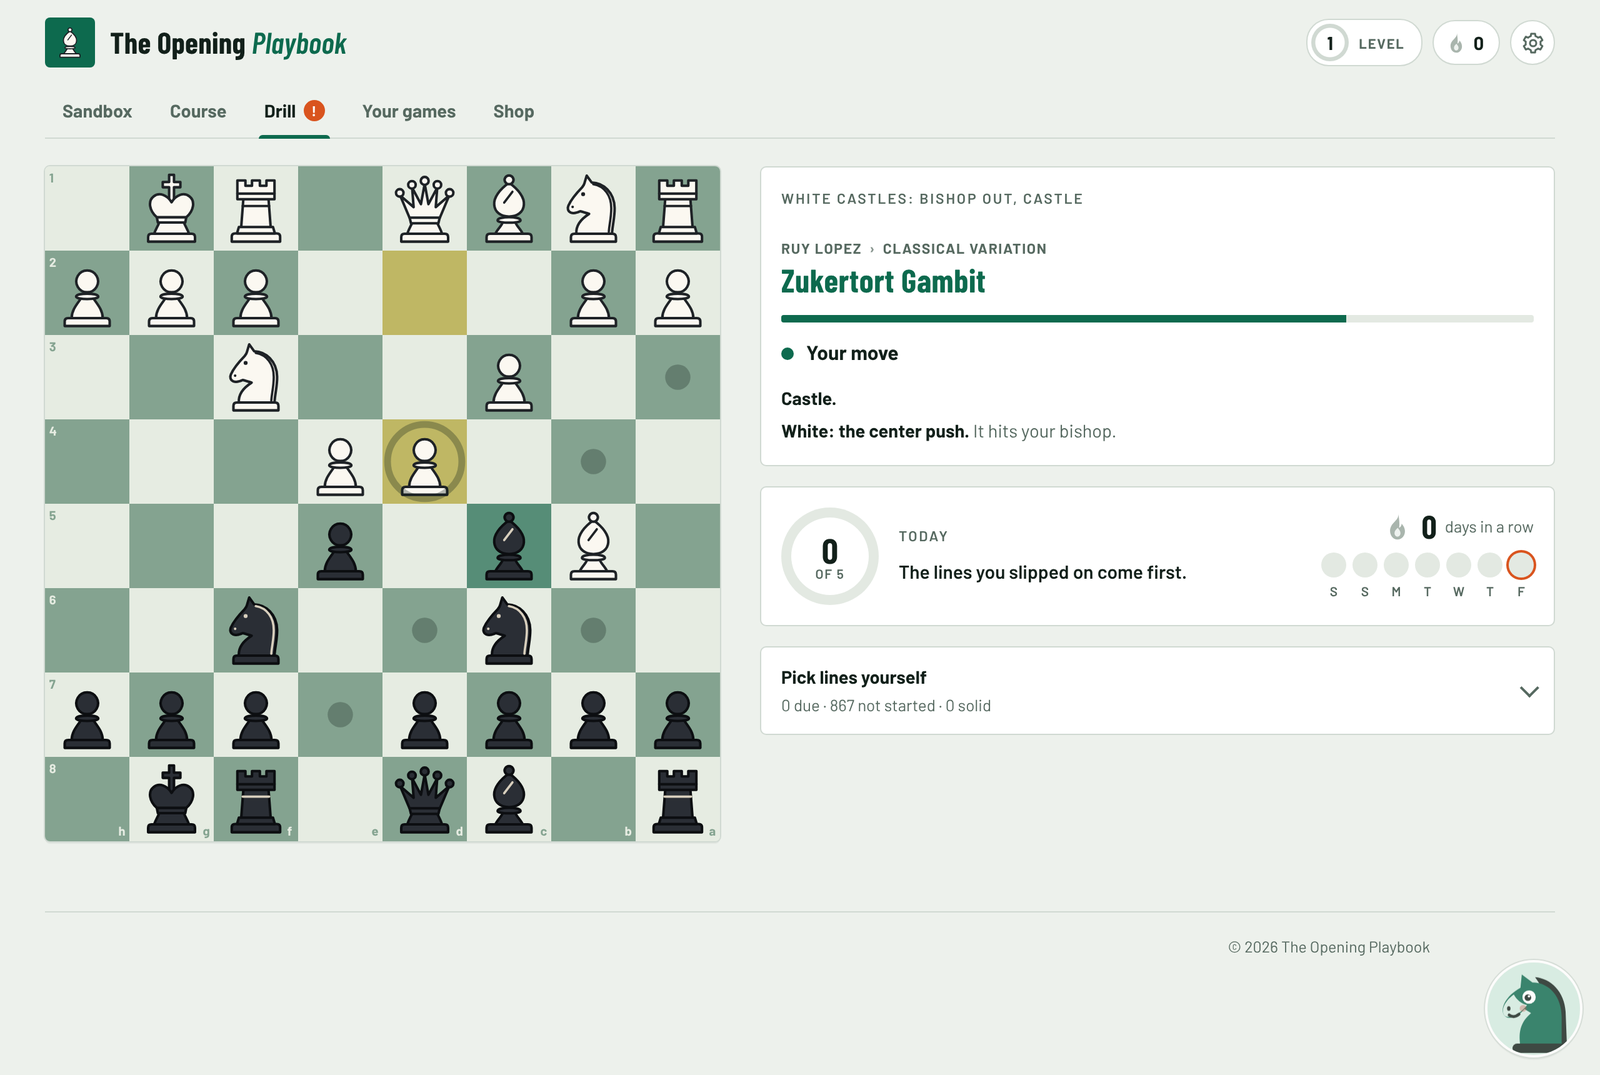 The Opening Playbook
1 LEVEL
0
Sandbox
Course
Drill !
Your games
Shop
1
2
3
4
5
6
7
8
h g f e d c b a
WHITE CASTLES: BISHOP OUT, CASTLE
RUY LOPEZ › CLASSICAL VARIATION
Zukertort Gambit
Your move
Castle.
White: the center push. It hits your bishop.
0
OF 5
TODAY
The lines you slipped on come first.
0 days in a row
S S M T W T F
Pick lines yourself
0 due · 867 not started · 0 solid
© 2026 The Opening Playbook